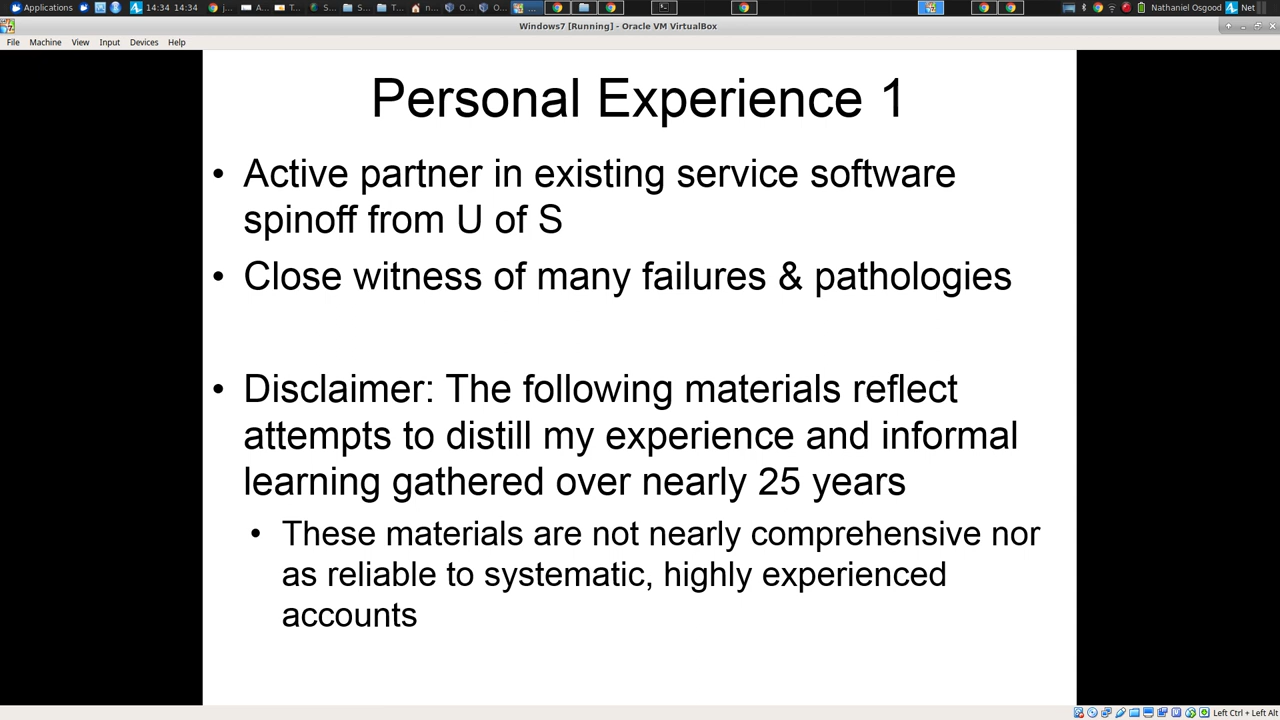 Applications 14:34 14:34 Nathaniel Osgood Net
Windows7 [Running] - Oracle VM VirtualBox
File Machine View Input Devices Help
Personal Experience 1
• Active partner in existing service software
spinoff from U of S
• Close witness of many failures & pathologies
• Disclaimer: The following materials reflect
attempts to distill my experience and informal
learning gathered over nearly 25 years
• These materials are not nearly comprehensive nor
as reliable to systematic, highly experienced
accounts
Left Ctrl + Left Alt